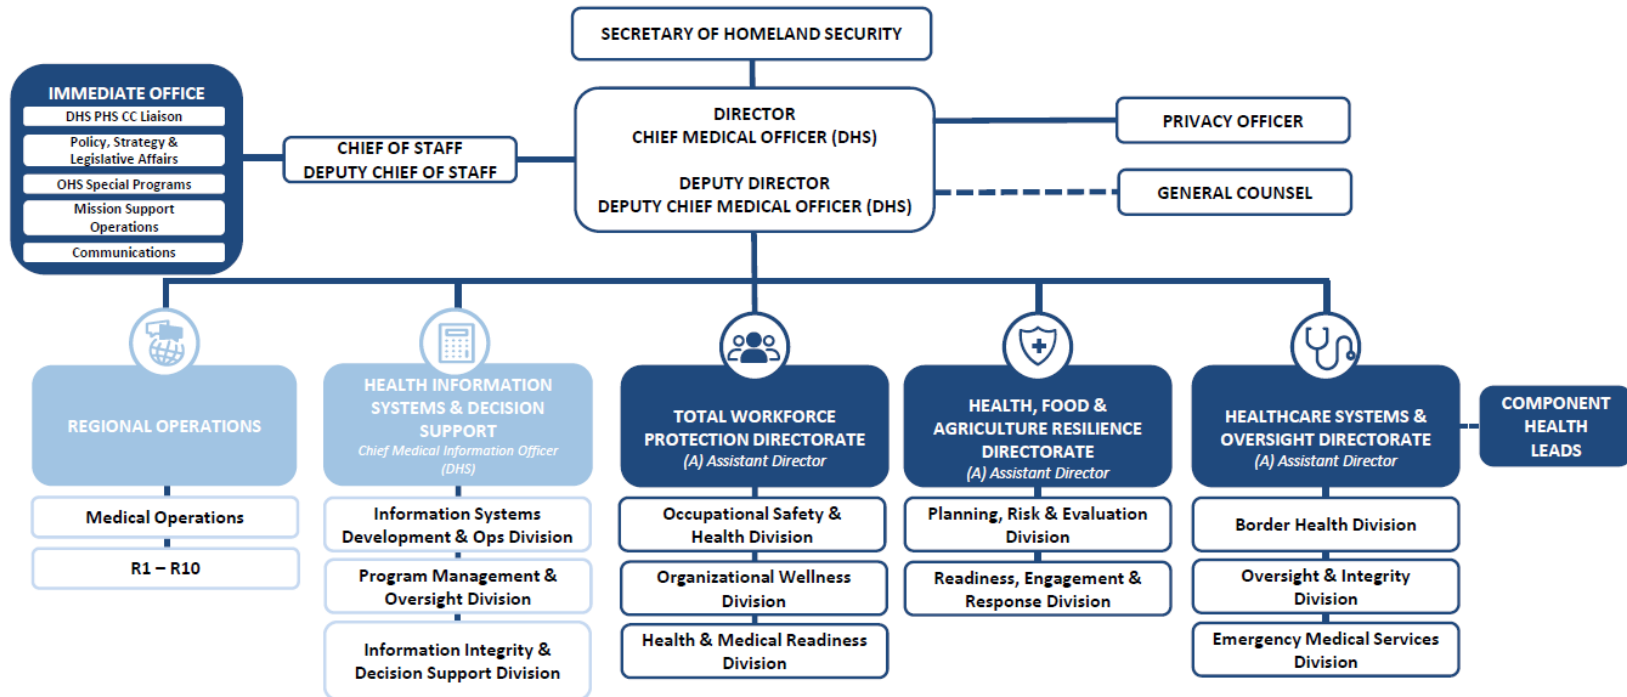 SECRETARY OF HOMELAND SECURITY
IMMEDIATE OFFICE
DHS PHS CC Liaison
Policy, Strategy &
Legislative Affairs
OHS Special Programs
Mission Support
Operations
Communications
CHIEF OF STAFF
DEPUTY CHIEF OF STAFF
DIRECTOR
CHIEF MEDICAL OFFICER (DHS)
DEPUTY DIRECTOR
DEPUTY CHIEF MEDICAL OFFICER (DHS)
PRIVACY OFFICER
GENERAL COUNSEL
REGIONAL OPERATIONS
Medical Operations
R1 – R10
HEALTH INFORMATION
SYSTEMS & DECISION
SUPPORT
Chief Medical Information Officer
(DHS)
Information Systems
Development & Ops Division
Program Management &
Oversight Division
Information Integrity &
Decision Support Division
TOTAL WORKFORCE
PROTECTION DIRECTORATE
(A) Assistant Director
Occupational Safety &
Health Division
Organizational Wellness
Division
Health & Medical Readiness
Division
HEALTH, FOOD &
AGRICULTURE RESILIENCE
DIRECTORATE
(A) Assistant Director
Planning, Risk & Evaluation
Division
Readiness, Engagement &
Response Division
HEALTHCARE SYSTEMS &
OVERSIGHT DIRECTORATE
(A) Assistant Director
Border Health Division
Oversight & Integrity
Division
Emergency Medical Services
Division
COMPONENT
HEALTH
LEADS